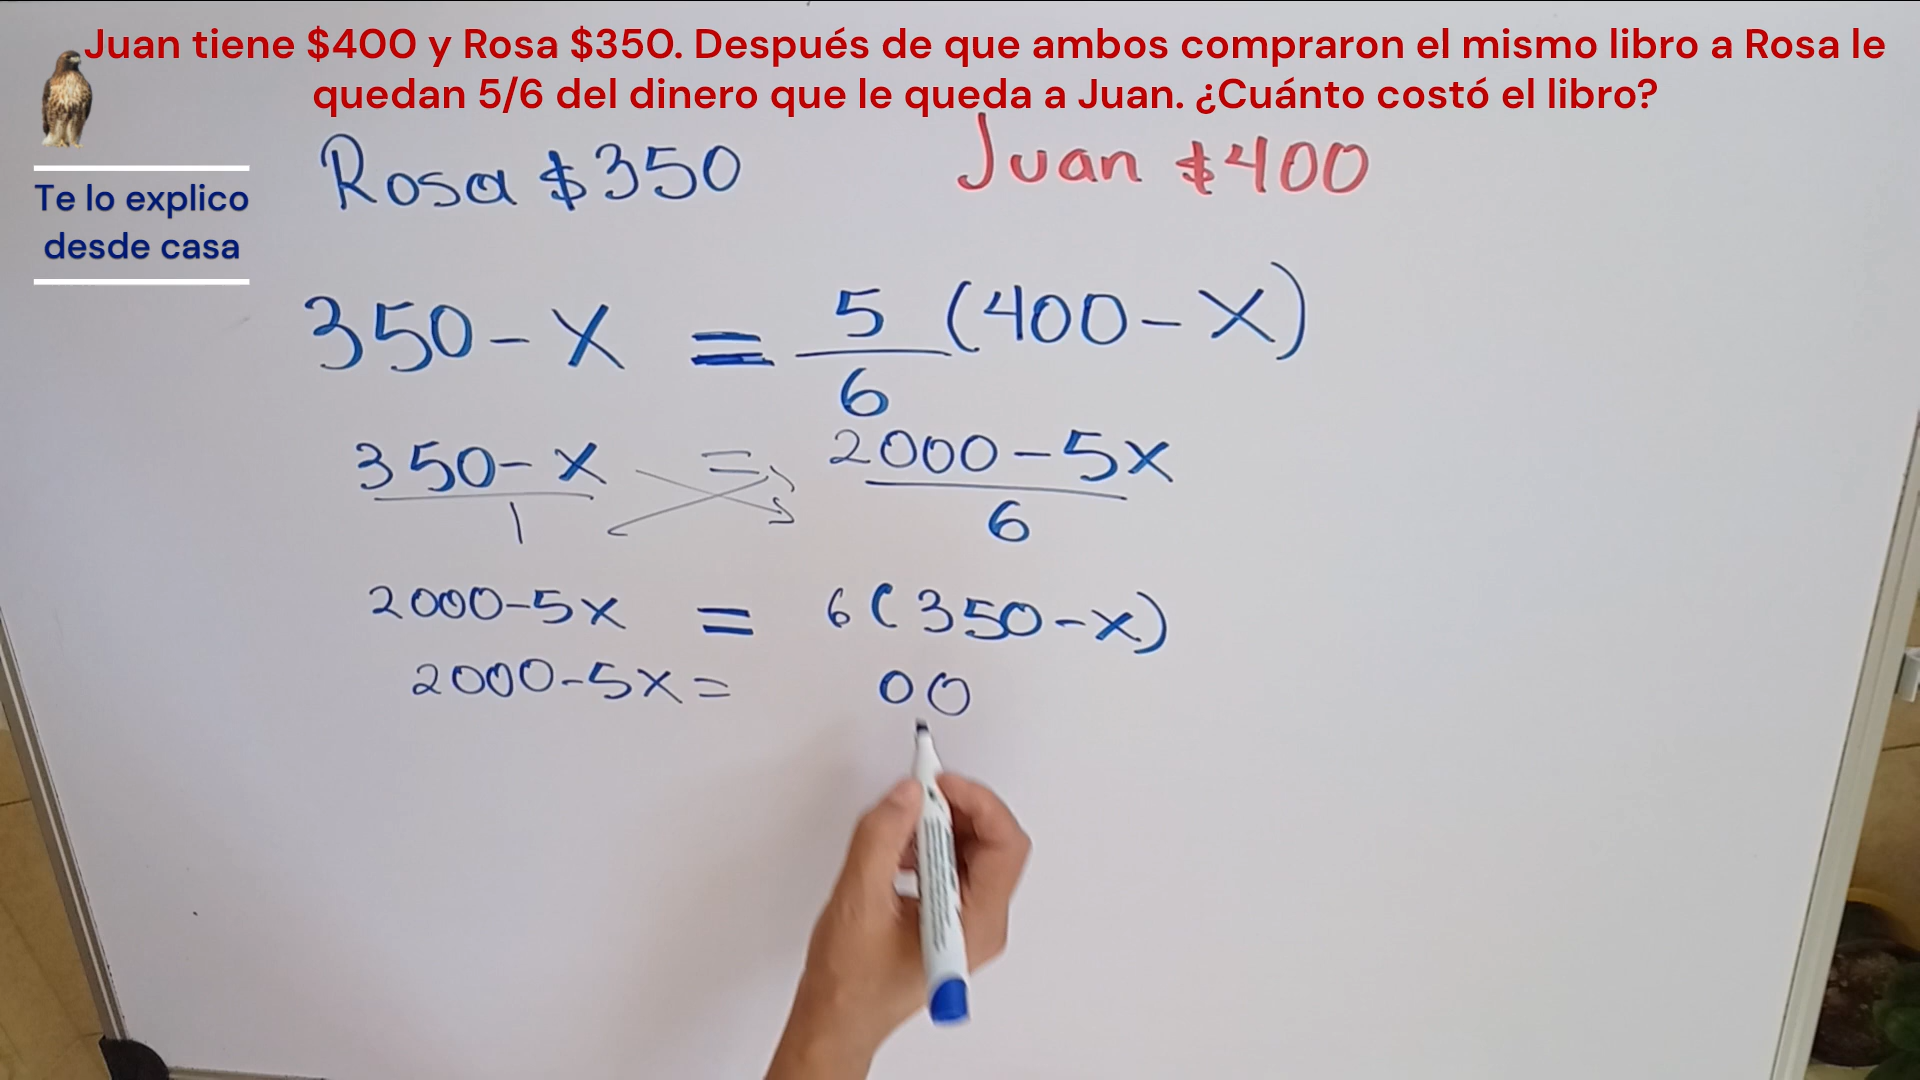 Juan tiene $400 y Rosa $350. Después de que ambos compraron el mismo libro a Rosa le
quedan 5/6 del dinero que le queda a Juan. ¿Cuánto costó el libro?
Te lo explico
desde casa
Rosa $350
Juan $400
350-X = 5/6 (400-X)
350-x/1 = 2000-5x/6
2000-5x = 6(350-x)
2000-5x= 00